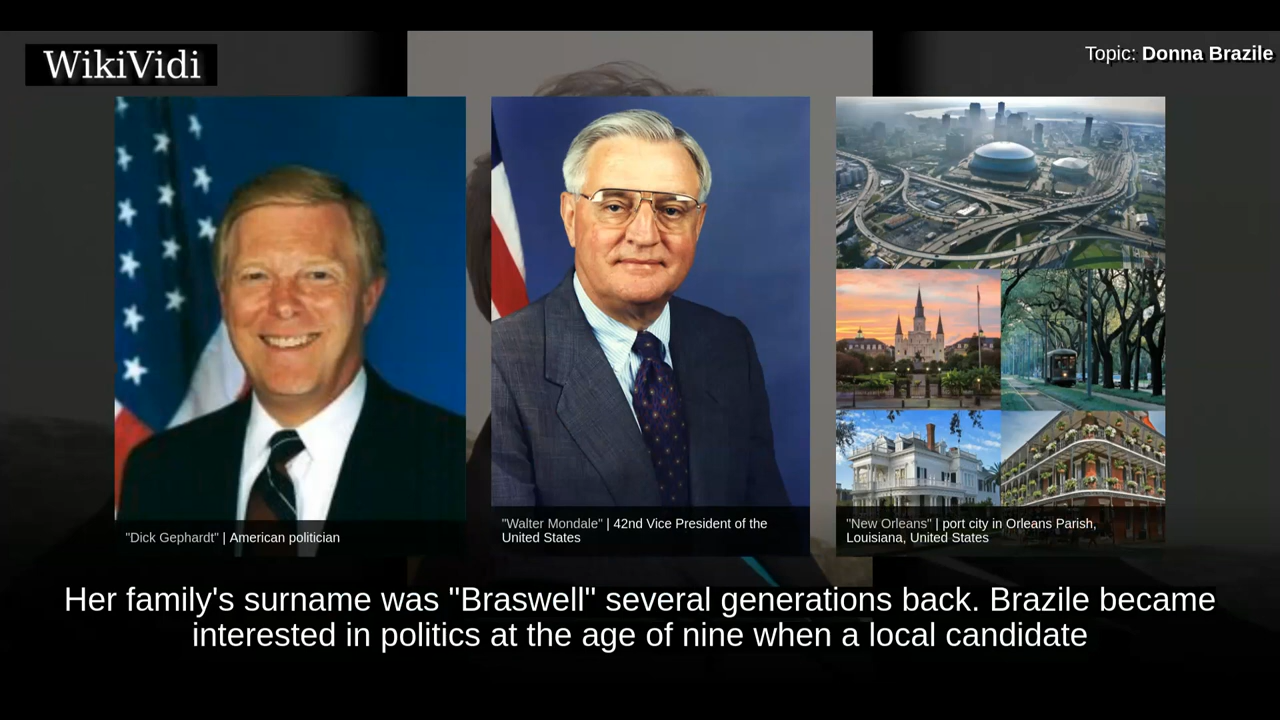 WikiVidi
Topic: Donna Brazile
"Dick Gephardt" | American politician
"Walter Mondale" | 42nd Vice President of the
United States
"New Orleans" | port city in Orleans Parish,
Louisiana, United States
Her family's surname was "Braswell" several generations back. Brazile became
interested in politics at the age of nine when a local candidate